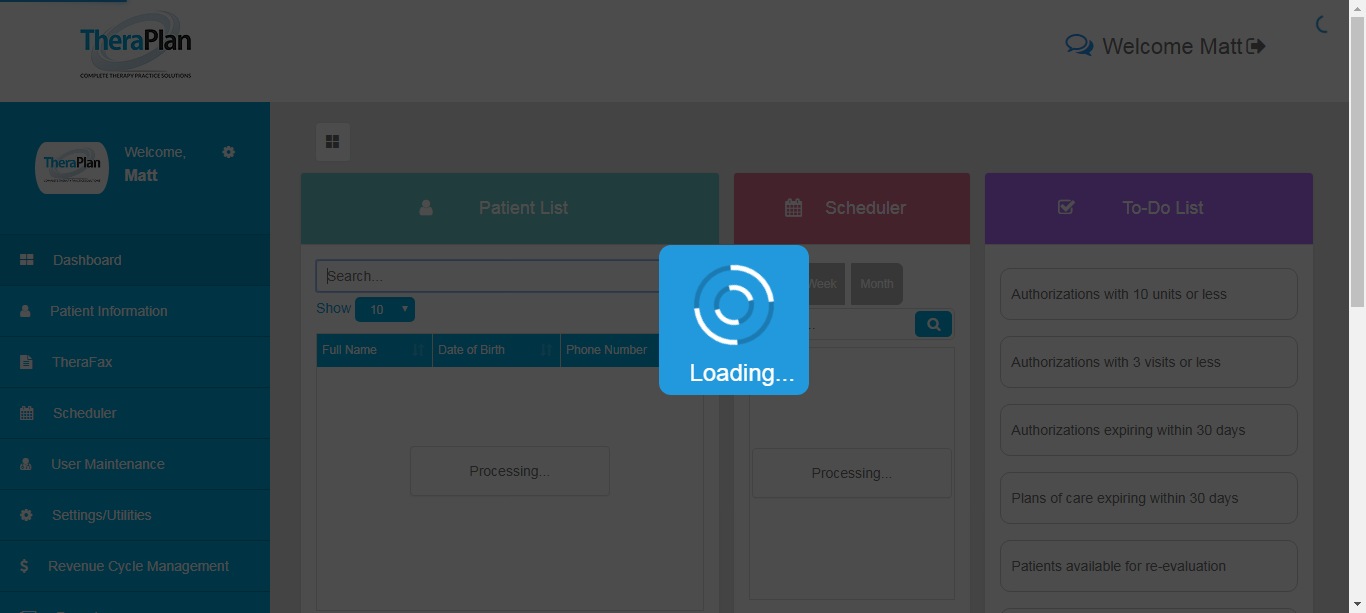 TheraPlan
COMPLETE THERAPY PRACTICE SOLUTIONS
Welcome Matt
TheraPlan
Welcome,
Matt
Dashboard
Patient Information
TheraFax
Scheduler
User Maintenance
Settings/Utilities
$ Revenue Cycle Management
Patient List
Search...
Show 10
Full Name Date of Birth Phone Number
Processing...
Scheduler
Week Month
Processing...
Loading...
To-Do List
Authorizations with 10 units or less
Authorizations with 3 visits or less
Authorizations expiring within 30 days
Plans of care expiring within 30 days
Patients available for re-evaluation